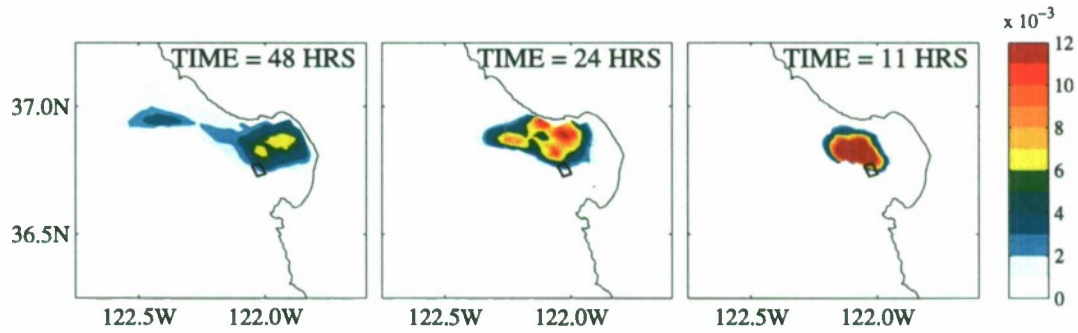 x 10⁻³
TIME = 48 HRS
TIME = 24 HRS
TIME = 11 HRS
12
10
8
6
4
2
0
37.0N
36.5N
122.5W 122.0W
122.5W 122.0W
122.5W 122.0W